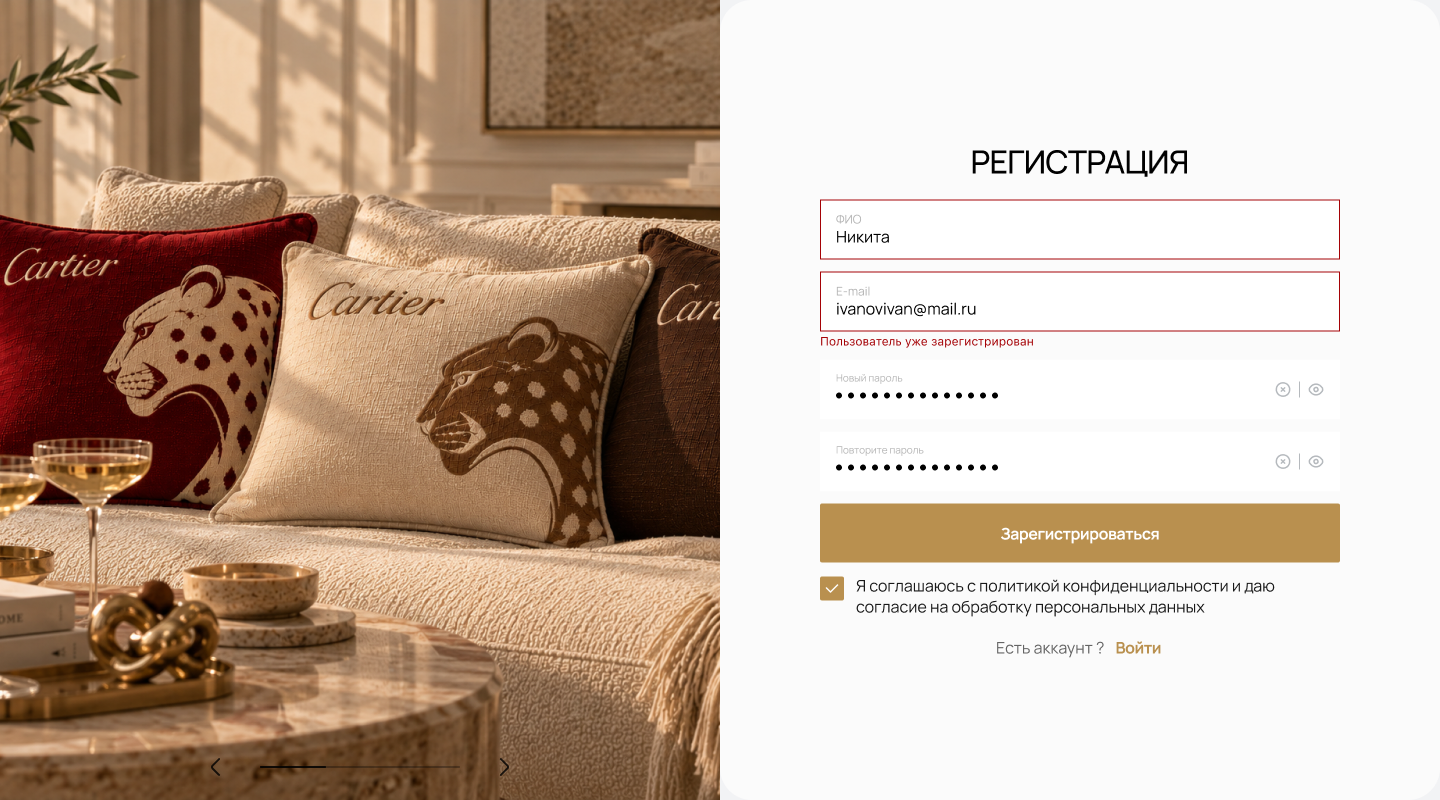 Cartier
Cartier
Car
OME
РЕГИСТРАЦИЯ
ФИО
Никита
E-mail
ivanovivan@mail.ru
Пользователь уже зарегистрирован
Новый пароль
Повторите пароль
Зарегистрироваться
Я соглашаюсь с политикой конфиденциальности и даю
согласие на обработку персональных данных
Есть аккаунт ? Войти